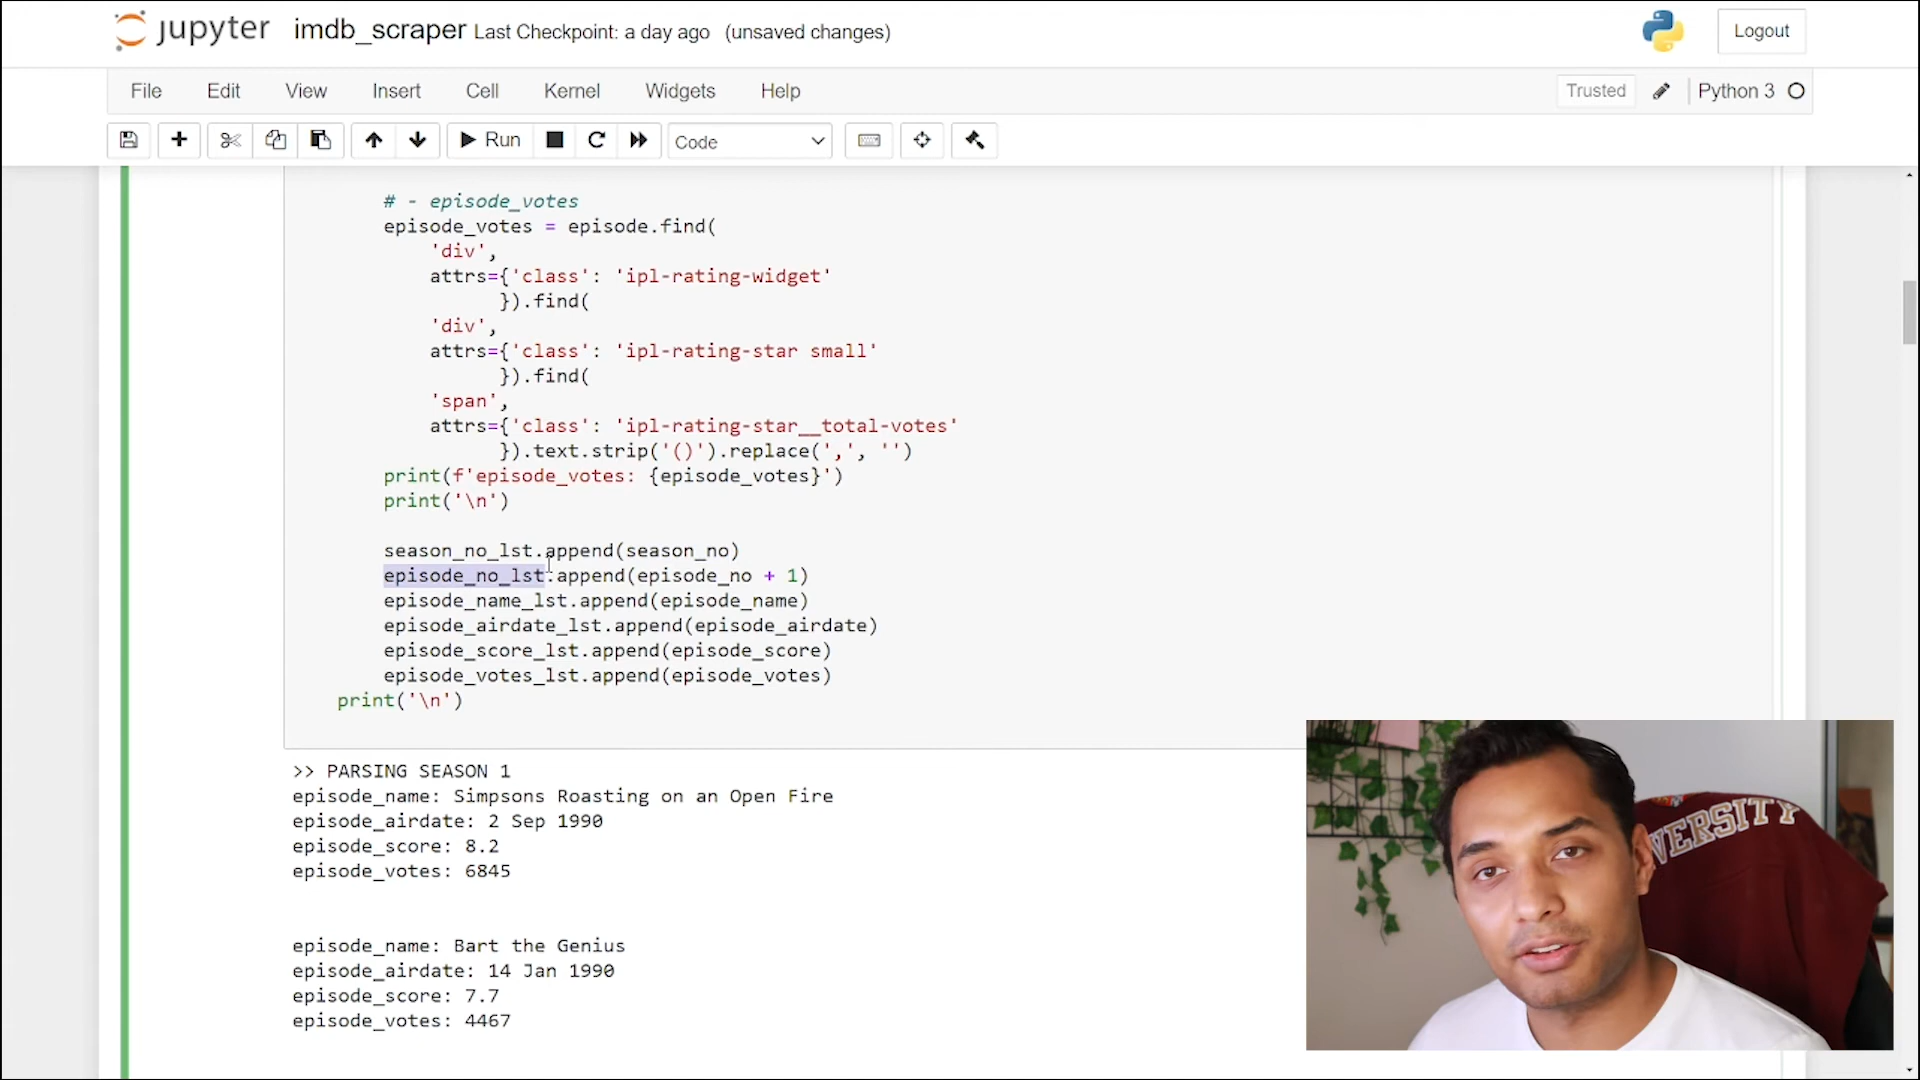 jupyter imdb_scraper Last Checkpoint: a day ago (unsaved changes) Logout
File Edit View Insert Cell Kernel Widgets Help Trusted Python 3
Run Code
# - episode_votes
episode_votes = episode.find(
'div',
attrs={'class': 'ipl-rating-widget'
}).find(
'div',
attrs={'class': 'ipl-rating-star small'
}).find(
'span',
attrs={'class': 'ipl-rating-star__total-votes'
}).text.strip('()').replace(',', '')
print(f'episode_votes: {episode_votes}')
print('\n')
season_no_lst.append(season_no)
episode_no_lst.append(episode_no + 1)
episode_name_lst.append(episode_name)
episode_airdate_lst.append(episode_airdate)
episode_score_lst.append(episode_score)
episode_votes_lst.append(episode_votes)
print('\n')
>> PARSING SEASON 1
episode_name: Simpsons Roasting on an Open Fire
episode_airdate: 2 Sep 1990
episode_score: 8.2
episode_votes: 6845
episode_name: Bart the Genius
episode_airdate: 14 Jan 1990
episode_score: 7.7
episode_votes: 4467
VERSITY